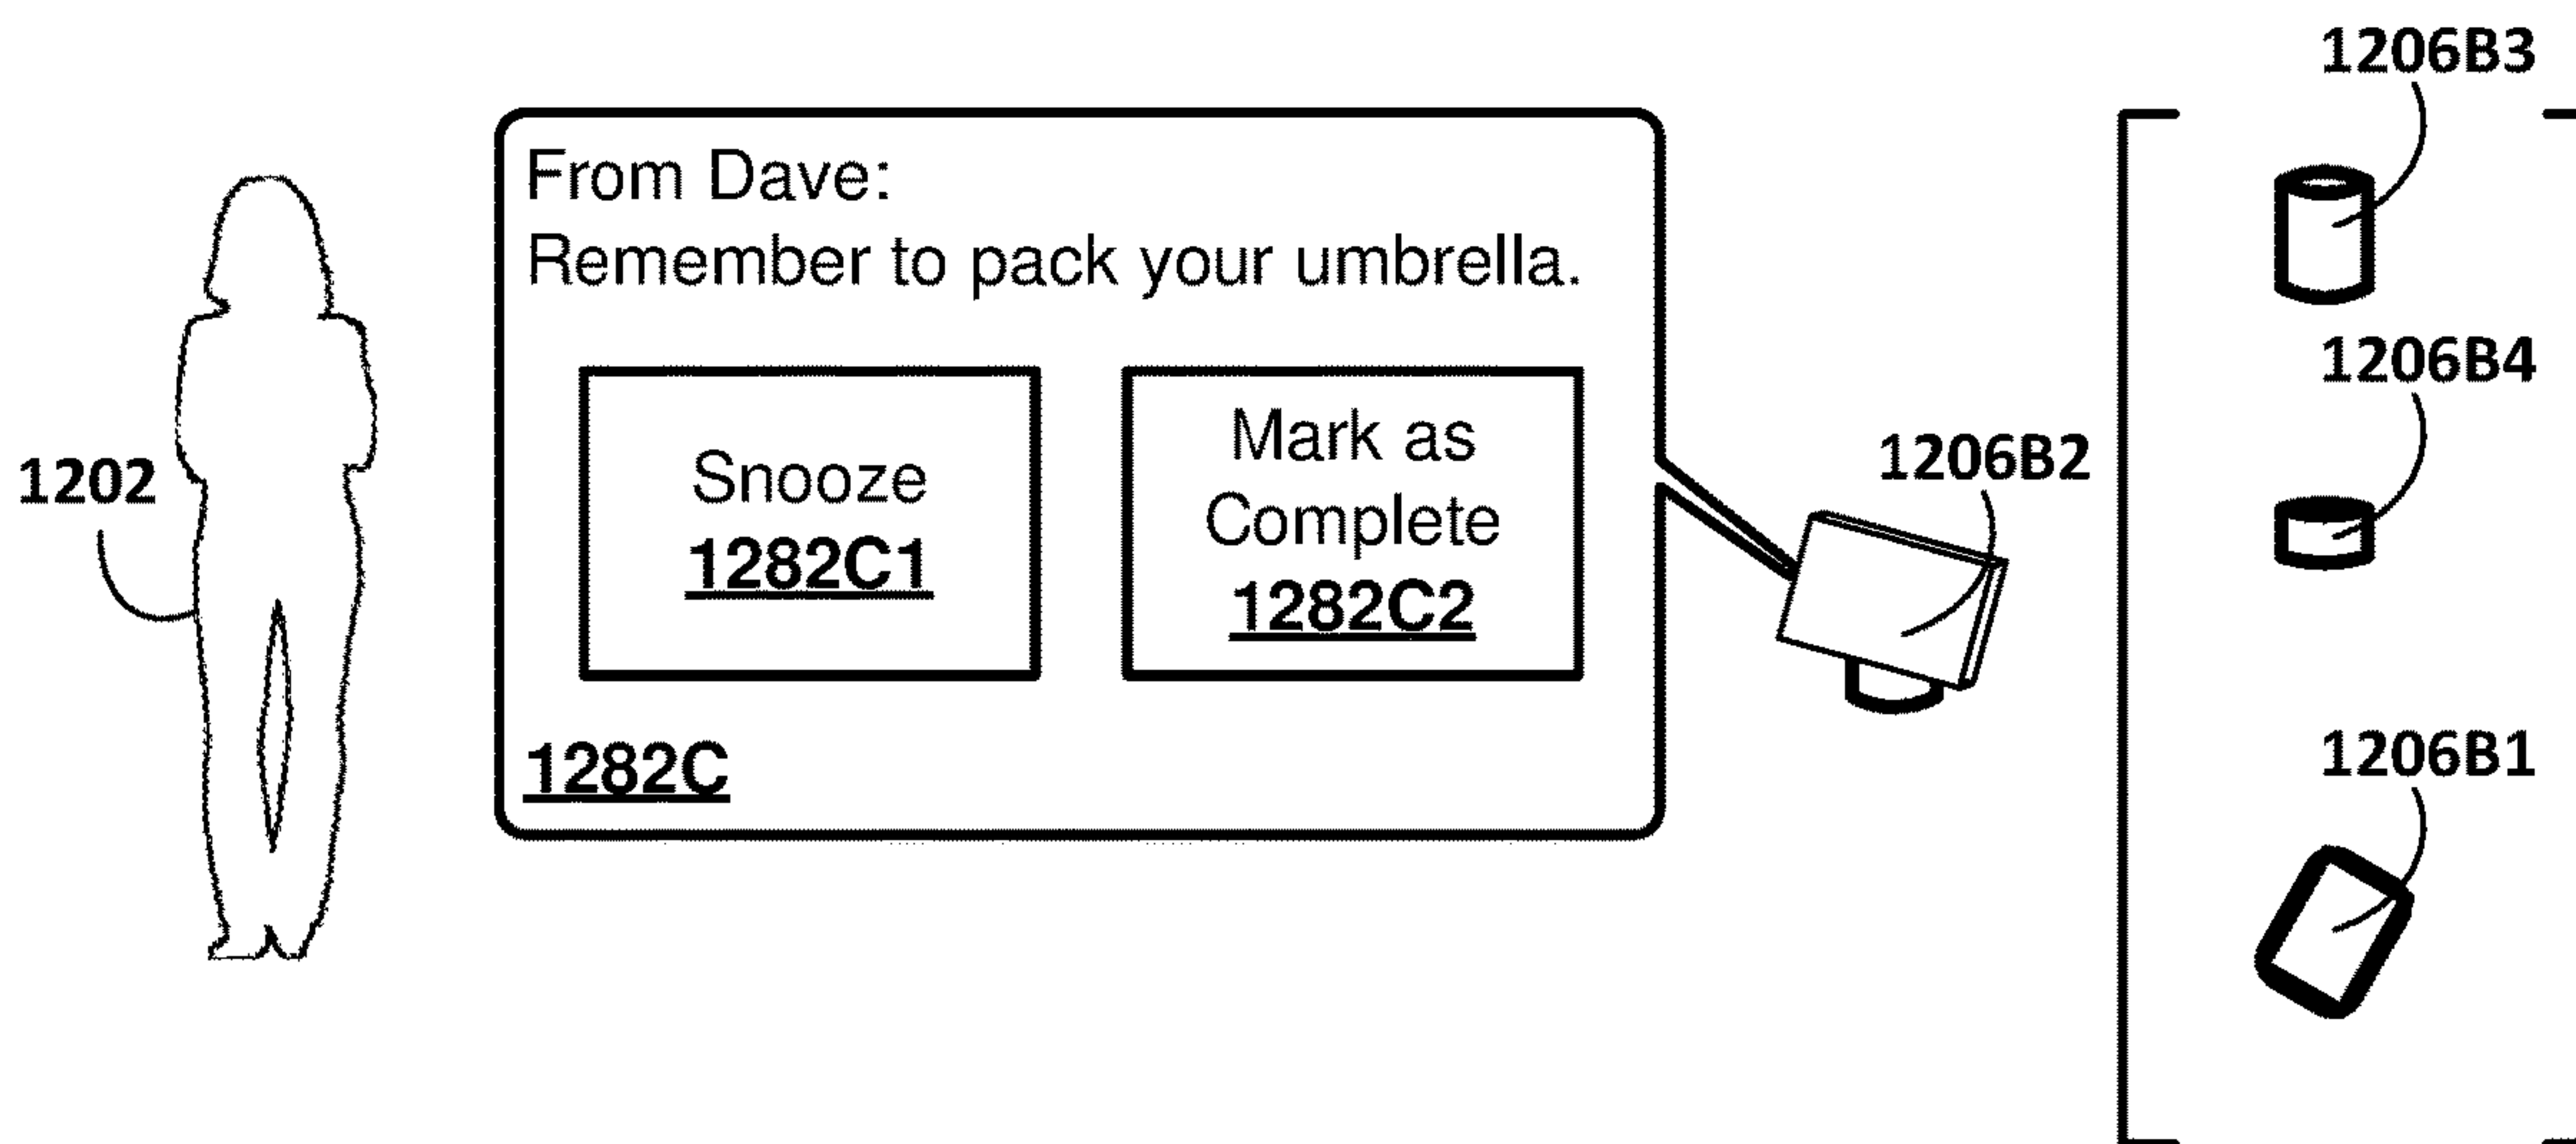 1206B3
From Dave:
Remember to pack your umbrella.
1206B4
1202
Snooze
1282C1
Mark as
Complete
1282C2
1206B2
1282C
1206B1